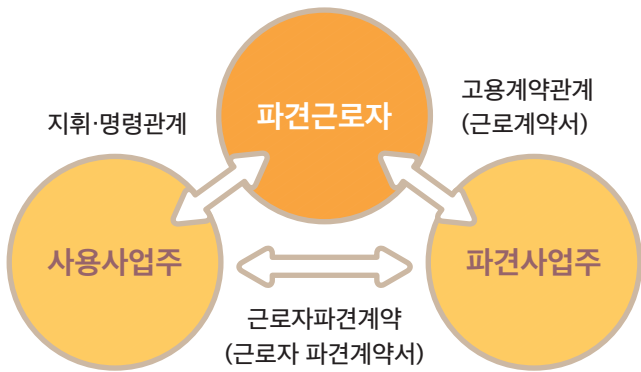 파견근로자
지휘·명령관계
고용계약관계
(근로계약서)
사용사업주
파견사업주
근로자파견계약
(근로자 파견계약서)